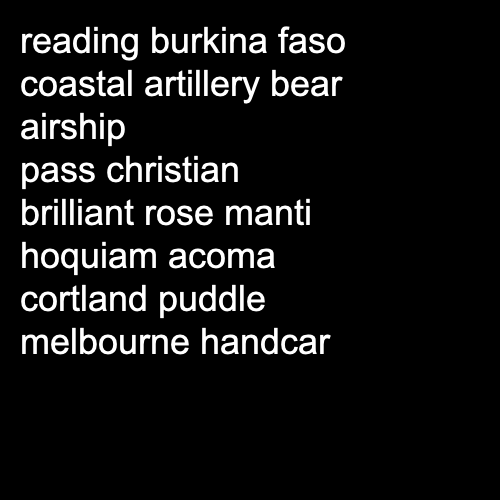 reading burkina faso
coastal artillery bear
airship
pass christian
brilliant rose manti
hoquiam acoma
cortland puddle
melbourne handcar